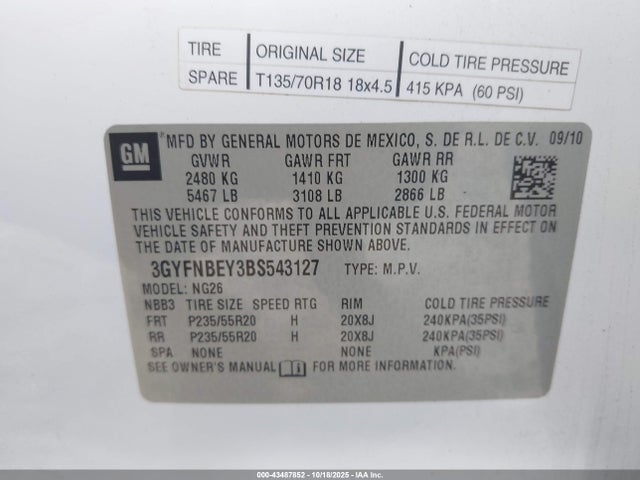 TIRE ORIGINAL SIZE COLD TIRE PRESSURE
SPARE T135/70R18 18x4.5 415 KPA (60 PSI)
GM
MFD BY GENERAL MOTORS DE MEXICO, S. DE R.L. DE C.V. 09/10
GVWR GAWR FRT GAWR RR
2480 KG 1410 KG 1300 KG
5467 LB 3108 LB 2866 LB
THIS VEHICLE CONFORMS TO ALL APPLICABLE U.S. FEDERAL MOTOR
VEHICLE SAFETY AND THEFT PREVENTION STANDARDS IN EFFECT
ON THE DATE OF MANUFACTURE SHOWN ABOVE.
3GYFNBEY3BS543127 TYPE: M.P.V.
MODEL: NG26
NBB3 TIRE SIZE SPEED RTG RIM COLD TIRE PRESSURE
FRT P235/55R20 H 20X8J 240KPA(35PSI)
RR P235/55R20 H 20X8J 240KPA(35PSI)
SPA NONE NONE KPA(PSI)
SEE OWNER'S MANUAL i FOR MORE INFORMATION.
000-43487852 | 10/18/2025 | IAA Inc.